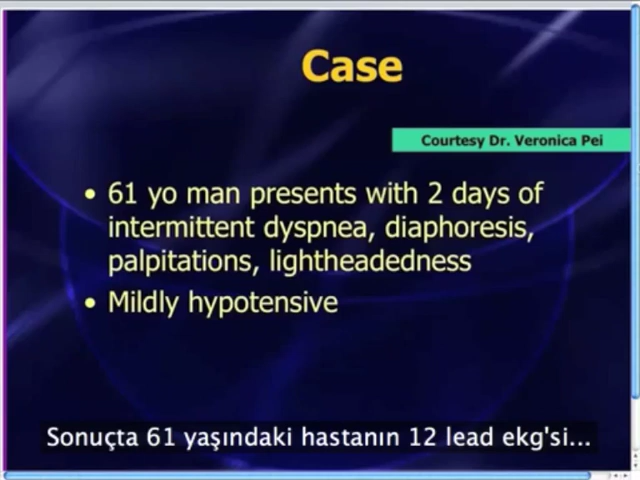 Case
Courtesy Dr. Veronica Pei
• 61 yo man presents with 2 days of
intermittent dyspnea, diaphoresis,
palpitations, lightheadedness
• Mildly hypotensive
Sonuçta 61 yaşındaki hastanın 12 lead ekg'si...